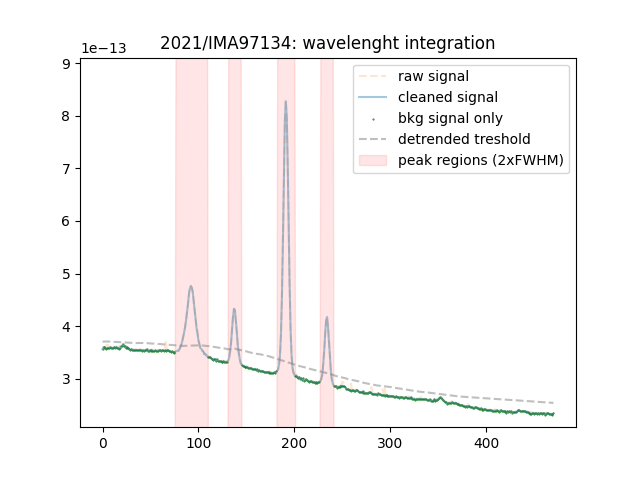 2021/IMA97134: wavelenght integration
1e−13
raw signal
cleaned signal
bkg signal only
detrended treshold
peak regions (2xFWHM)
9
8
7
6
5
4
3
0 100 200 300 400